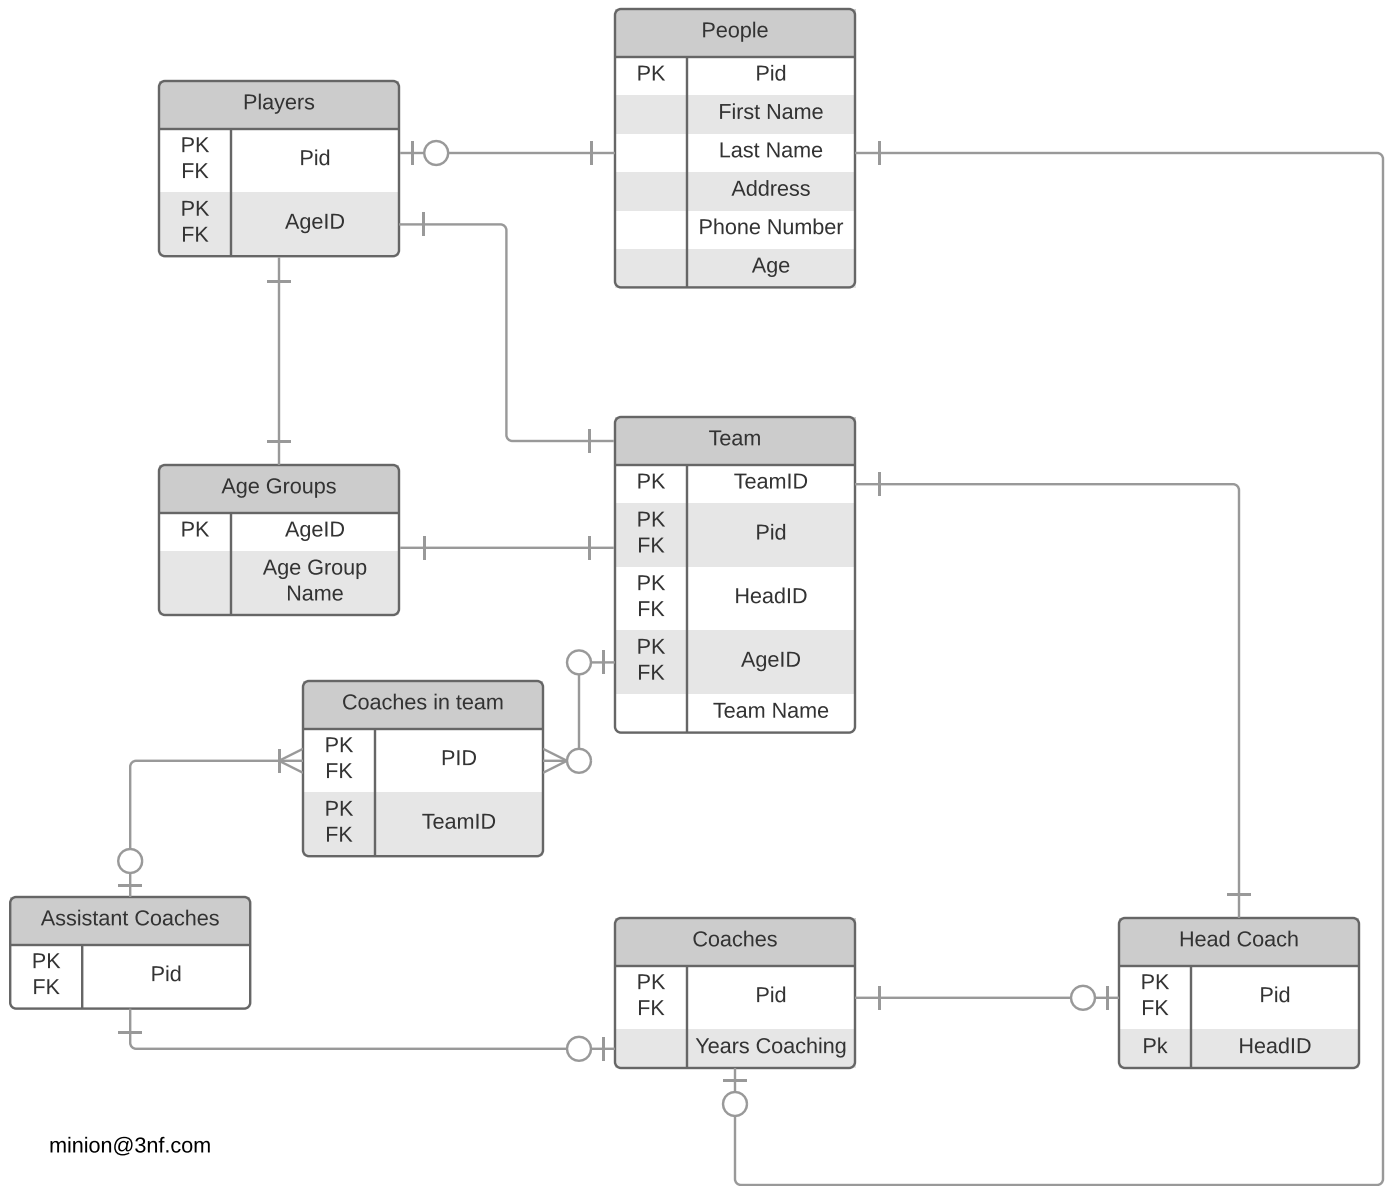 People
PK Pid
First Name
Last Name
Address
Phone Number
Age
Players
PK
FK
Pid
PK
FK
AgeID
Team
PK TeamID
PK
FK
Pid
PK
FK
HeadID
PK
FK
AgeID
Team Name
Age Groups
PK AgeID
Age Group
Name
Coaches in team
PK
FK
PID
PK
FK
TeamID
Assistant Coaches
PK
FK
Pid
Coaches
PK
FK
Pid
Years Coaching
Head Coach
PK
FK
Pid
Pk HeadID
minion@3nf.com